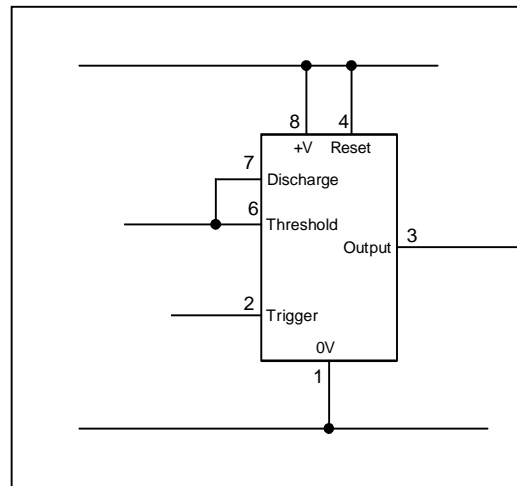 8 4
+V Reset
7
Discharge
6
Threshold
3
Output
2
Trigger
0V
1